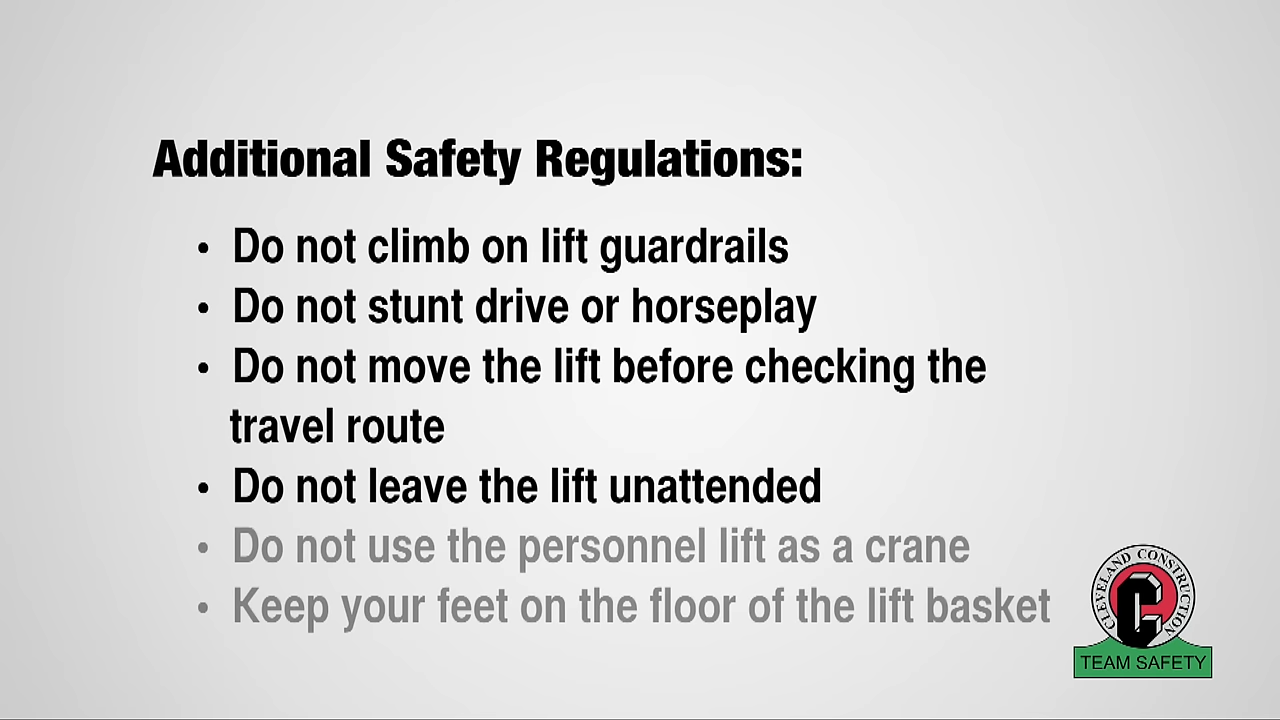 Additional Safety Regulations:
• Do not climb on lift guardrails
• Do not stunt drive or horseplay
• Do not move the lift before checking the
travel route
• Do not leave the lift unattended
• Do not use the personnel lift as a crane
• Keep your feet on the floor of the lift basket
CLEVELAND CONSTRUCTION
C
TEAM SAFETY